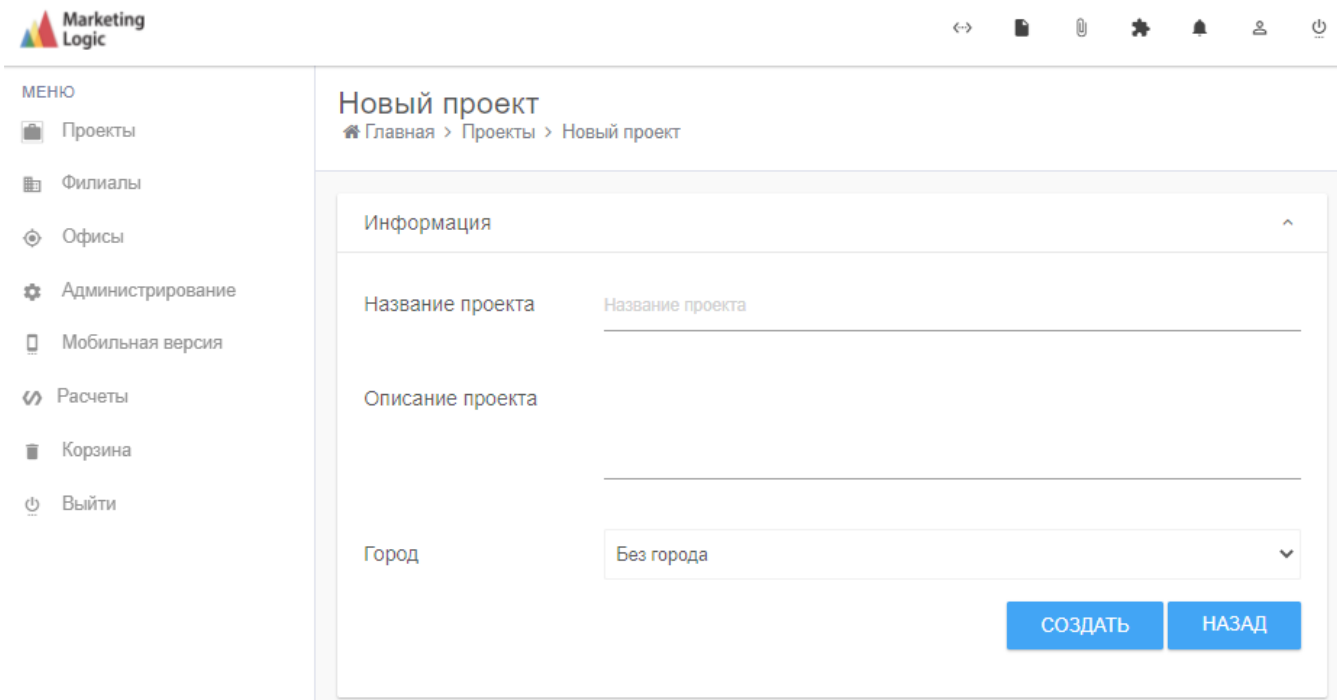 Marketing
Logic
МЕНЮ
Проекты
Филиалы
Офисы
Администрирование
Мобильная версия
Расчеты
Корзина
Выйти
Новый проект
Главная > Проекты > Новый проект
Информация
Название проекта Название проекта
Описание проекта
Город Без города
СОЗДАТЬ НАЗАД